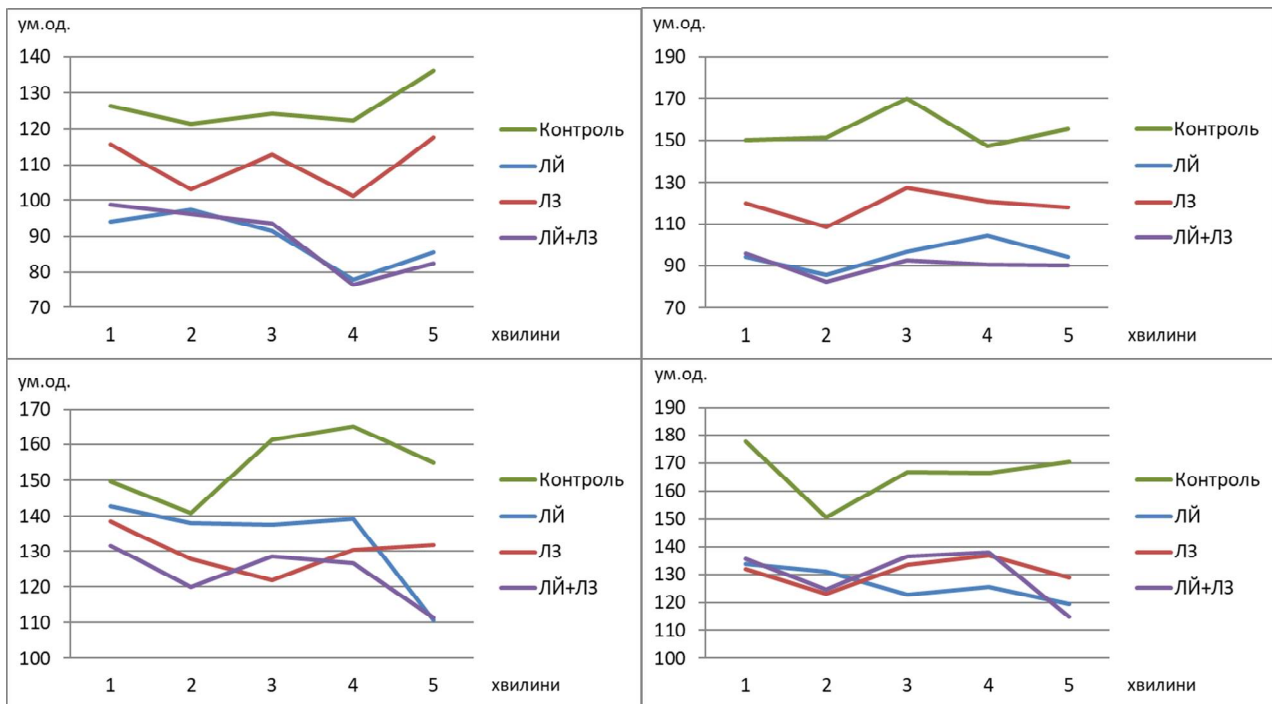 ум.од.
140
130
120
110
100
90
80
70
1 2 3 4 5 хвилини
Контроль
ЛЙ
ЛЗ
ЛЙ+ЛЗ
ум.од.
190
170
150
130
110
90
70
1 2 3 4 5 хвилини
Контроль
ЛЙ
ЛЗ
ЛЙ+ЛЗ
ум.од.
170
160
150
140
130
120
110
100
1 2 3 4 5 хвилини
Контроль
ЛЙ
ЛЗ
ЛЙ+ЛЗ
ум.од.
190
180
170
160
150
140
130
120
110
100
1 2 3 4 5 хвилини
Контроль
ЛЙ
ЛЗ
ЛЙ+ЛЗ